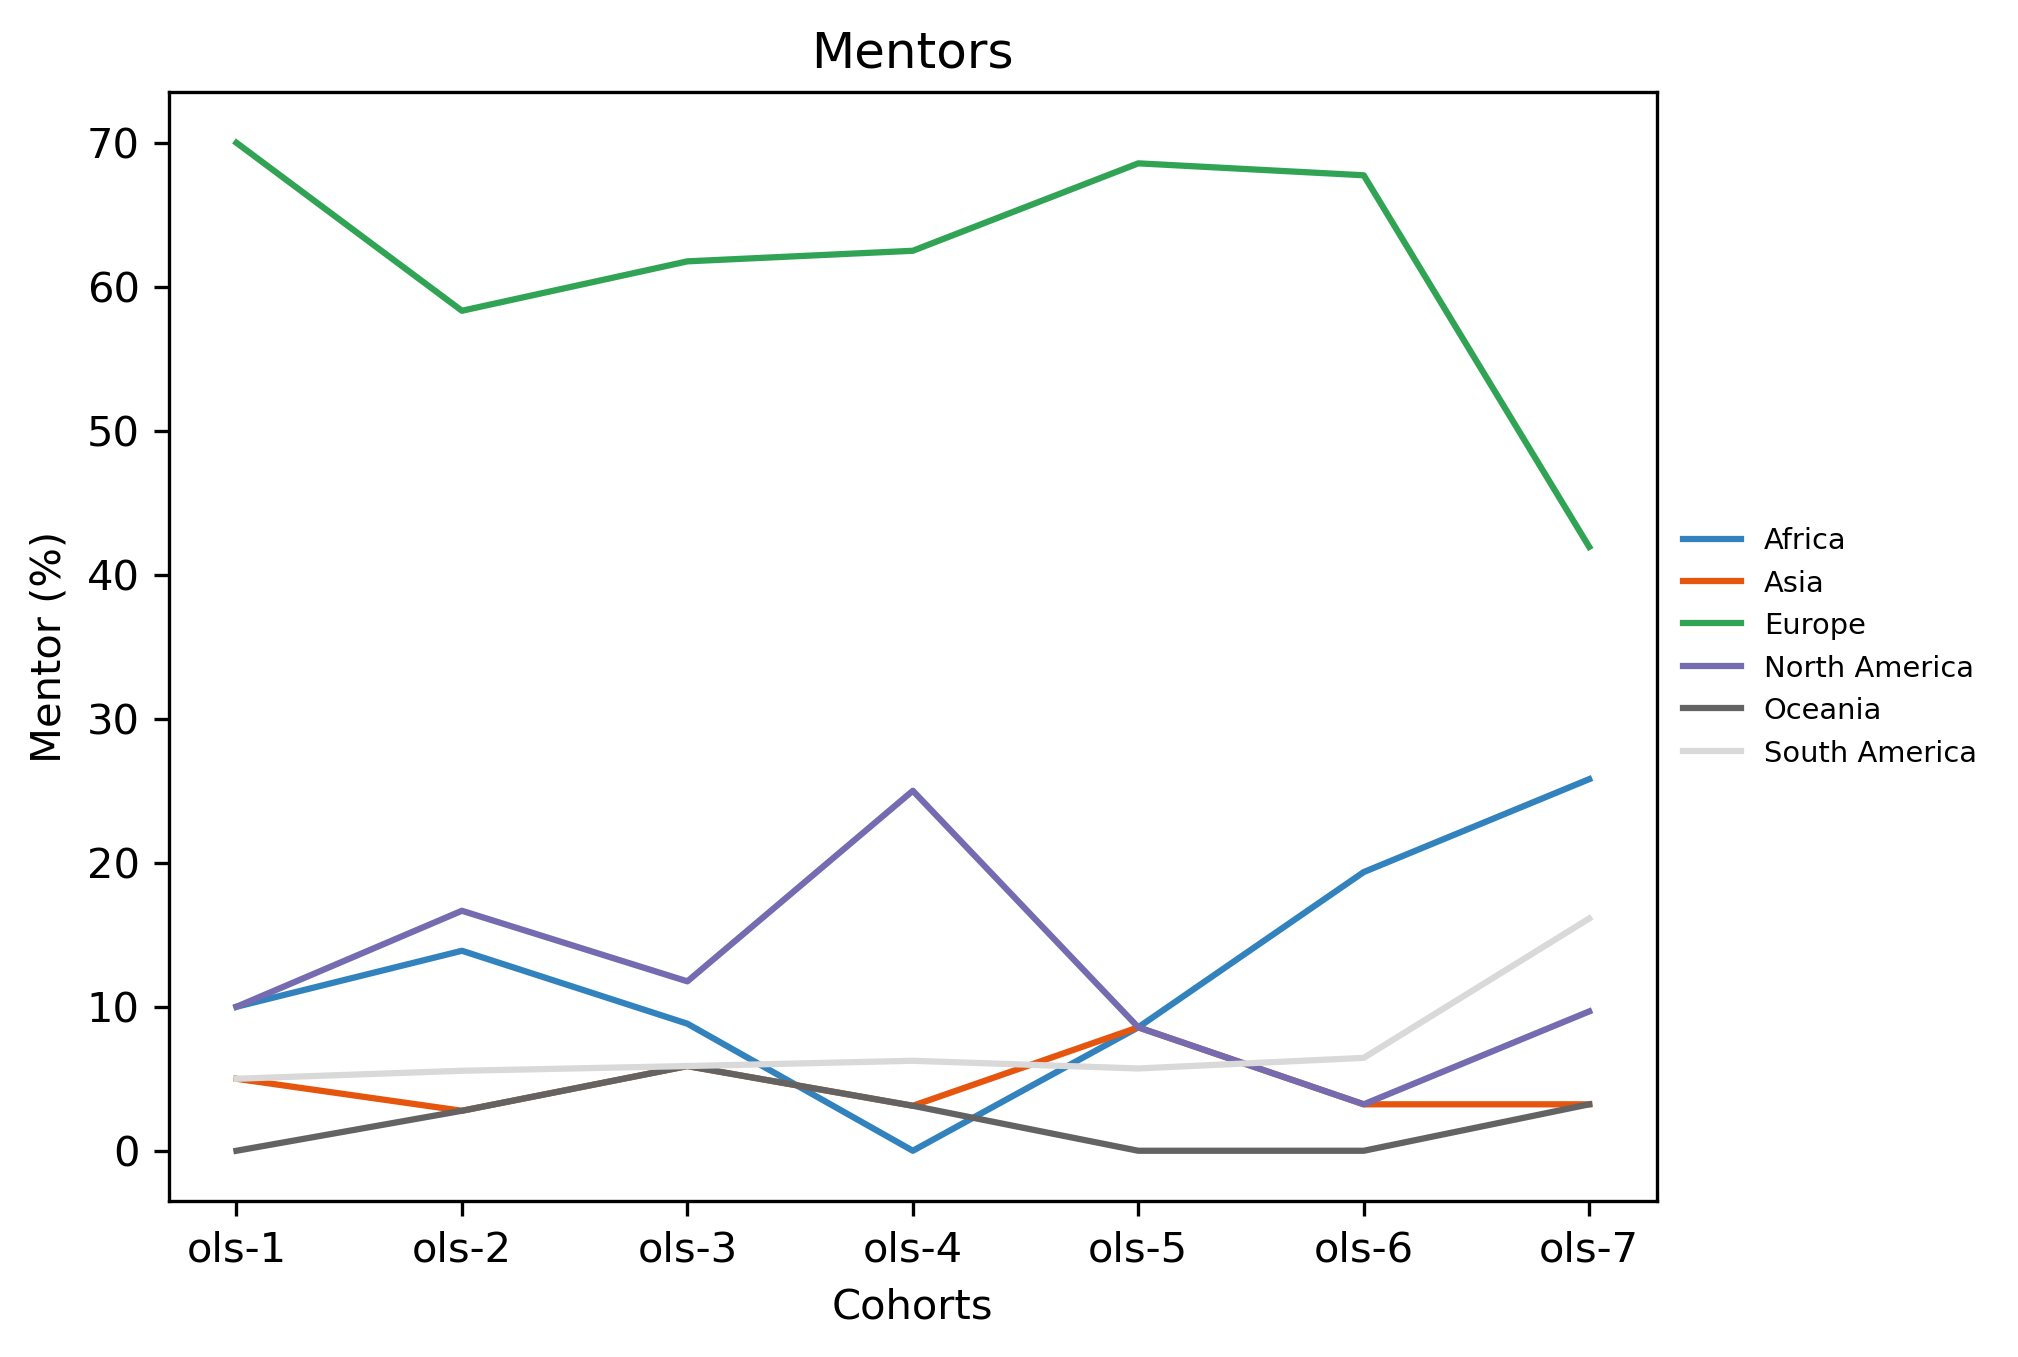 Mentors
Mentor (%)
70
60
50
40
30
20
10
0
ols-1 ols-2 ols-3 ols-4 ols-5 ols-6 ols-7
Cohorts
Africa
Asia
Europe
North America
Oceania
South America